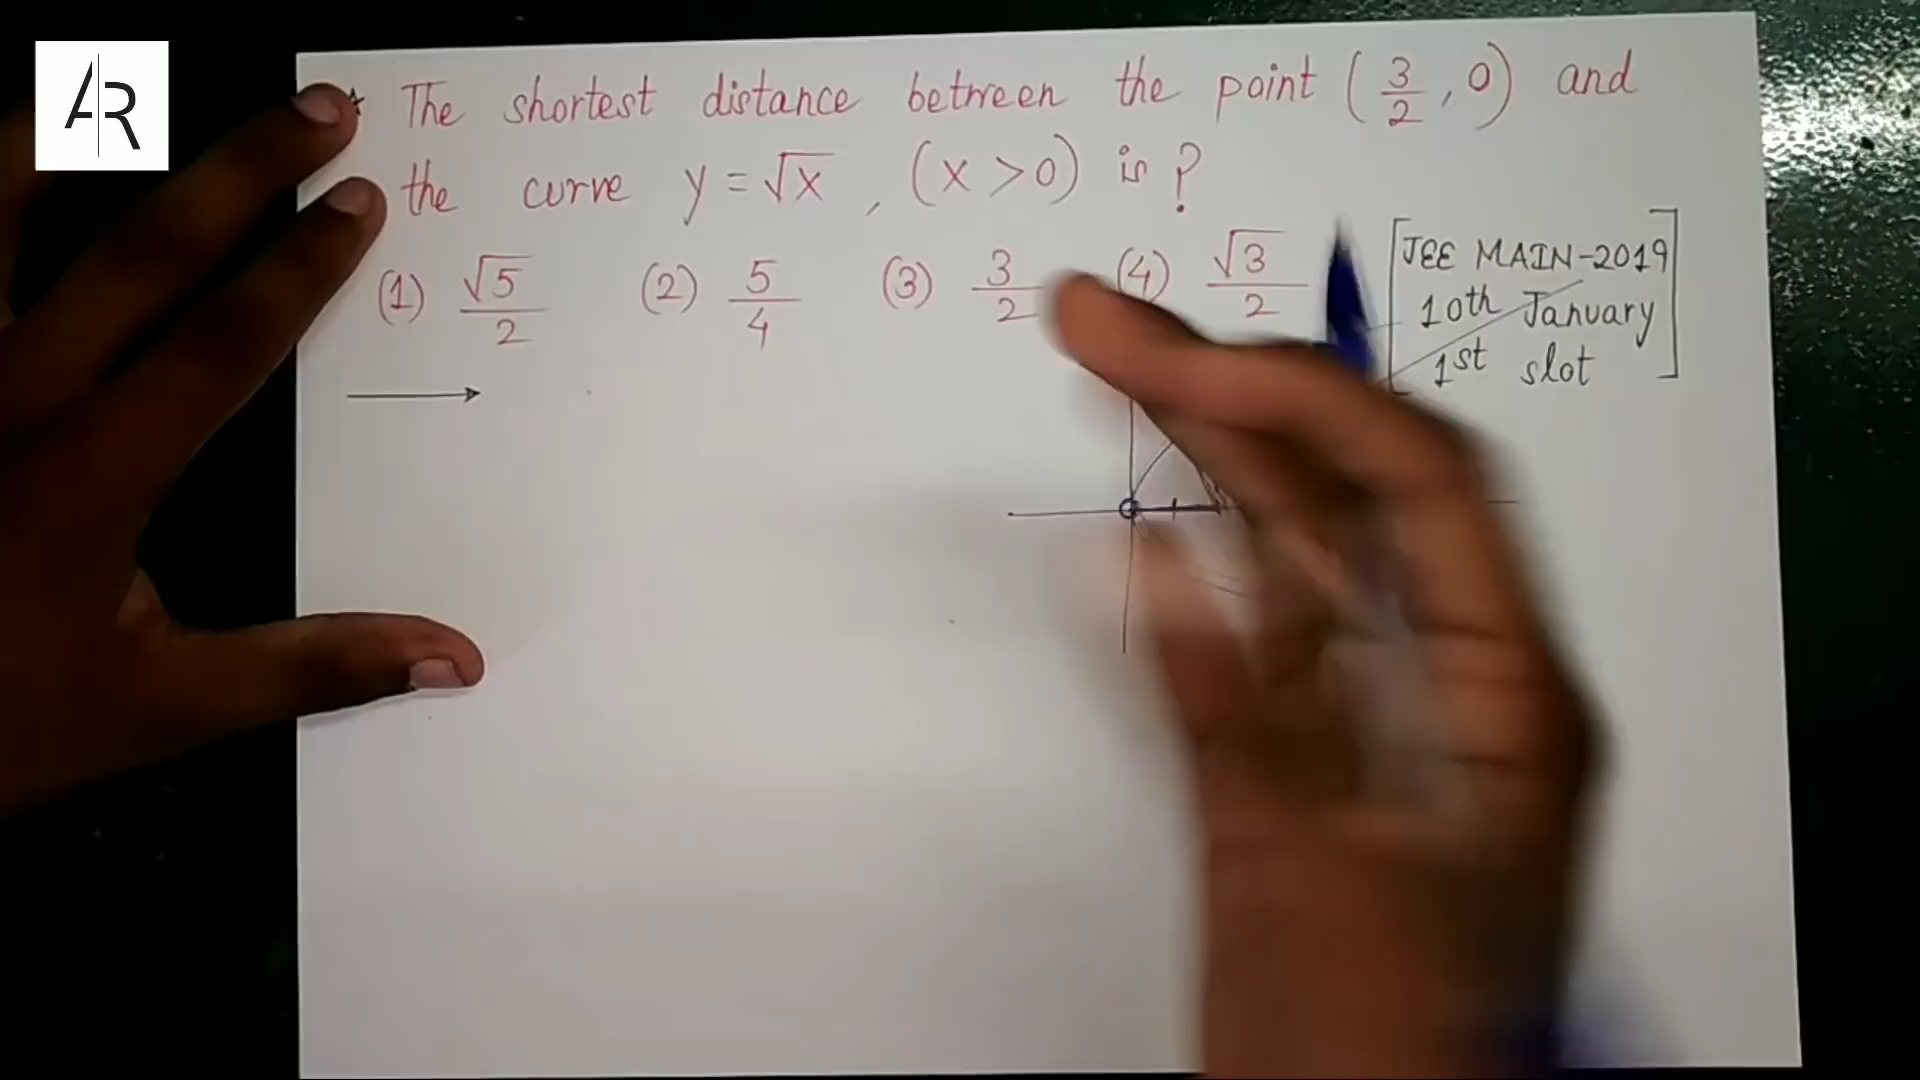 AR
* The shortest distance between the point (3/2, 0) and
the curve y = √x , (x > 0) is ?
(1) √5/2 (2) 5/4 (3) 3/2 (4) √3/2
[JEE MAIN-2019
10th January
1st slot]